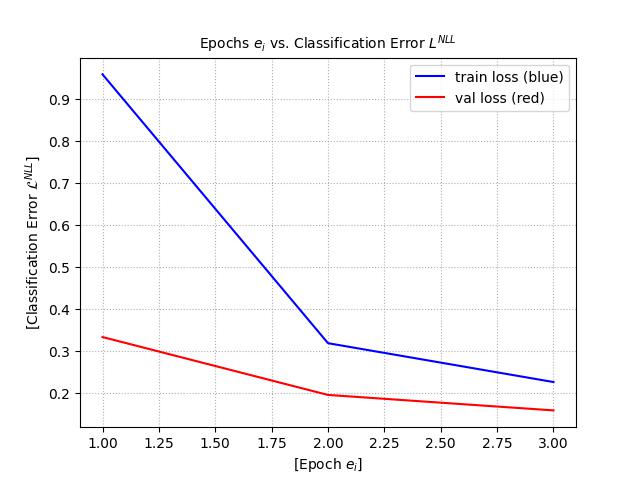 Epochs $e_i$ vs. Classification Error $L^{NLL}$
train loss (blue)
val loss (red)
[Classification Error $\mathcal{L}^{NLL}$]
0.9
0.8
0.7
0.6
0.5
0.4
0.3
0.2
1.00 1.25 1.50 1.75 2.00 2.25 2.50 2.75 3.00
[Epoch $e_i$]